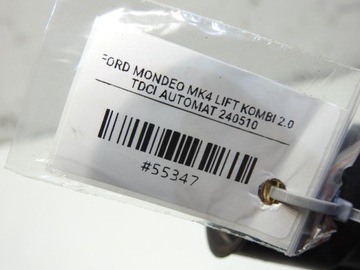 FORD MONDEO MK4 LIFT KOMBI 2.0
TDCI AUTOMAT 240510
#55347